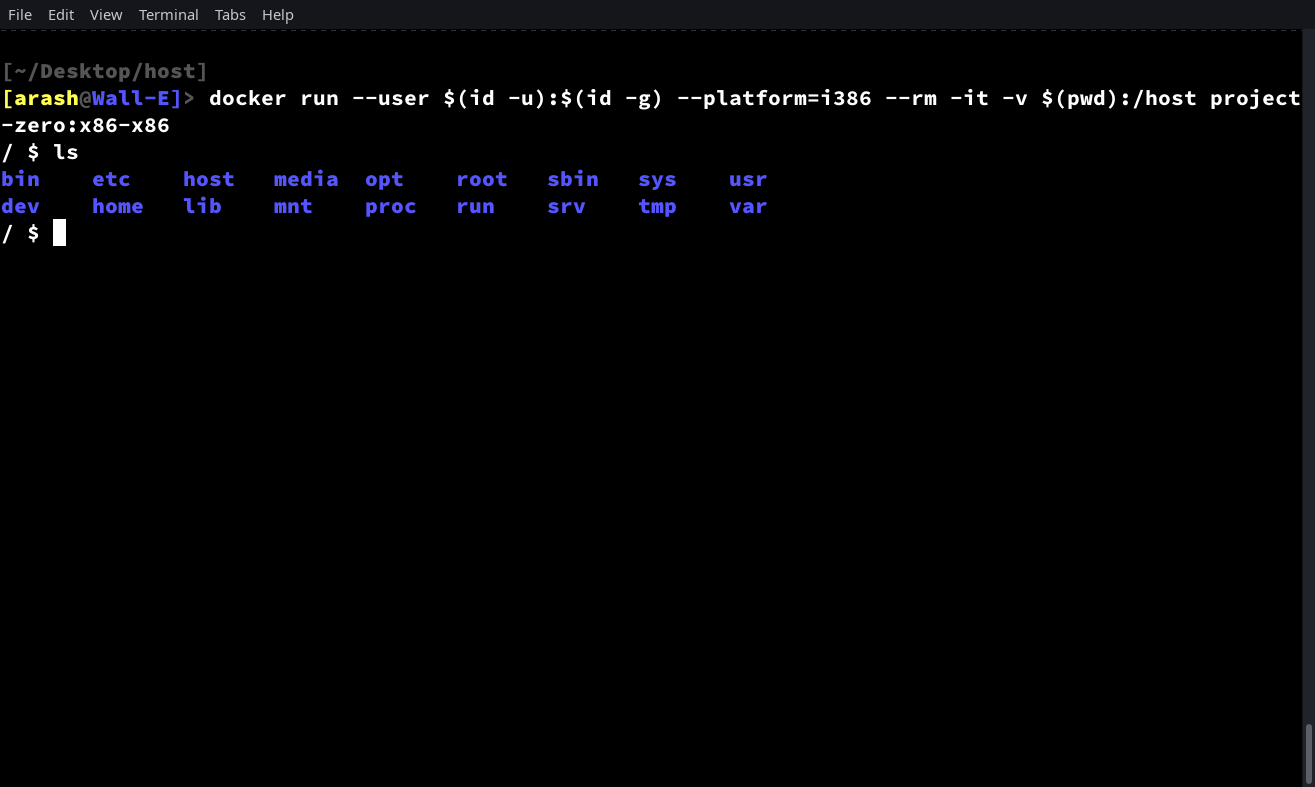 File Edit View Terminal Tabs Help
[~/Desktop/host]
[arash@Wall-E]> docker run --user $(id -u):$(id -g) --platform=i386 --rm -it -v $(pwd):/host project
-zero:x86-x86
/ $ ls
bin    etc    host   media  opt    root   sbin   sys    usr
dev    home   lib    mnt    proc   run    srv    tmp    var
/ $